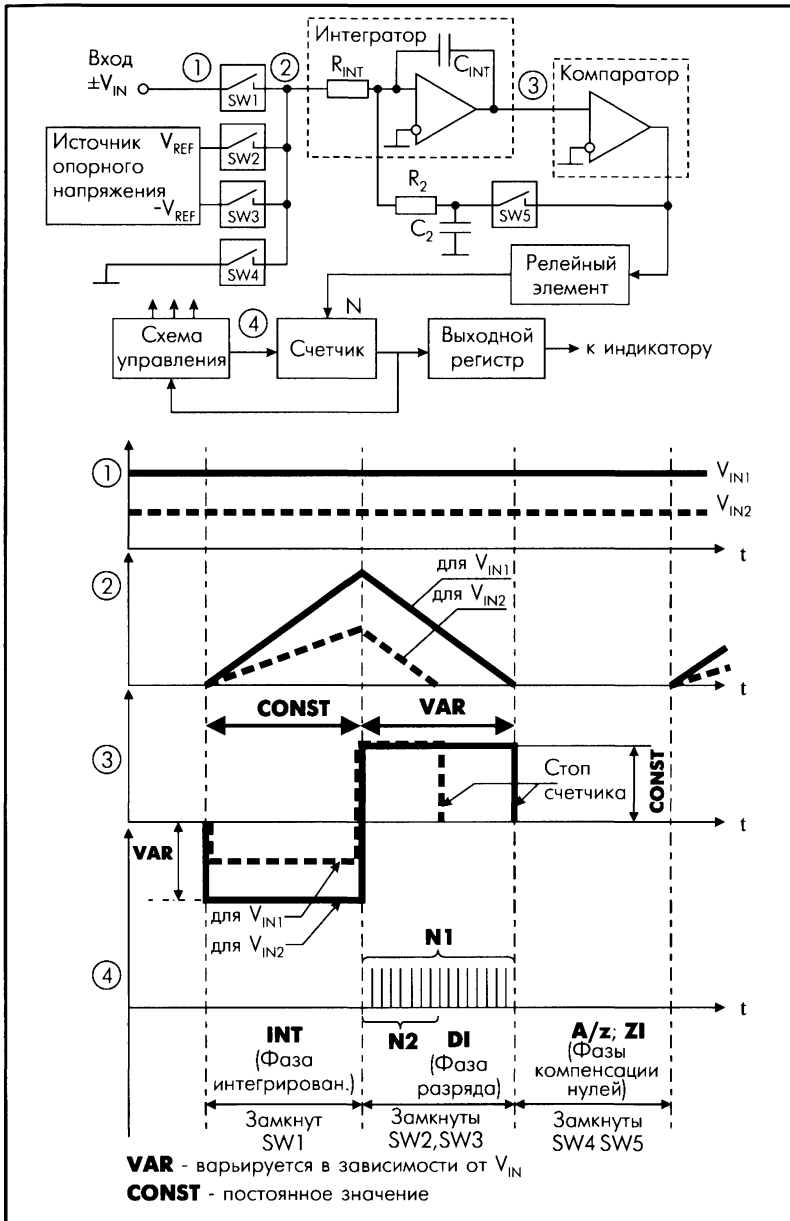 Вход
±V_IN
①
SW1
②
Интегратор
R_INT
C_INT
③
Компаратор
Источник
опорного
напряжения
V_REF
-V_REF
SW2
SW3
SW4
R_2
C_2
SW5
Релейный
элемент
Схема
управления
④
N
Счетчик
Выходной
регистр
к индикатору
①
V_IN1
V_IN2
t
②
для V_IN1
для V_IN2
t
CONST
VAR
③
Стоп
счетчика
CONST
t
VAR
для V_IN1
для V_IN2
N1
④
t
INT
(Фаза
интегрирован.)
N2
DI
(Фаза
разряда)
A/z; ZI
(Фазы
компенсации
нулей)
Замкнут
SW1
Замкнуты
SW2,SW3
Замкнуты
SW4 SW5
VAR - варьируется в зависимости от V_IN
CONST - постоянное значение